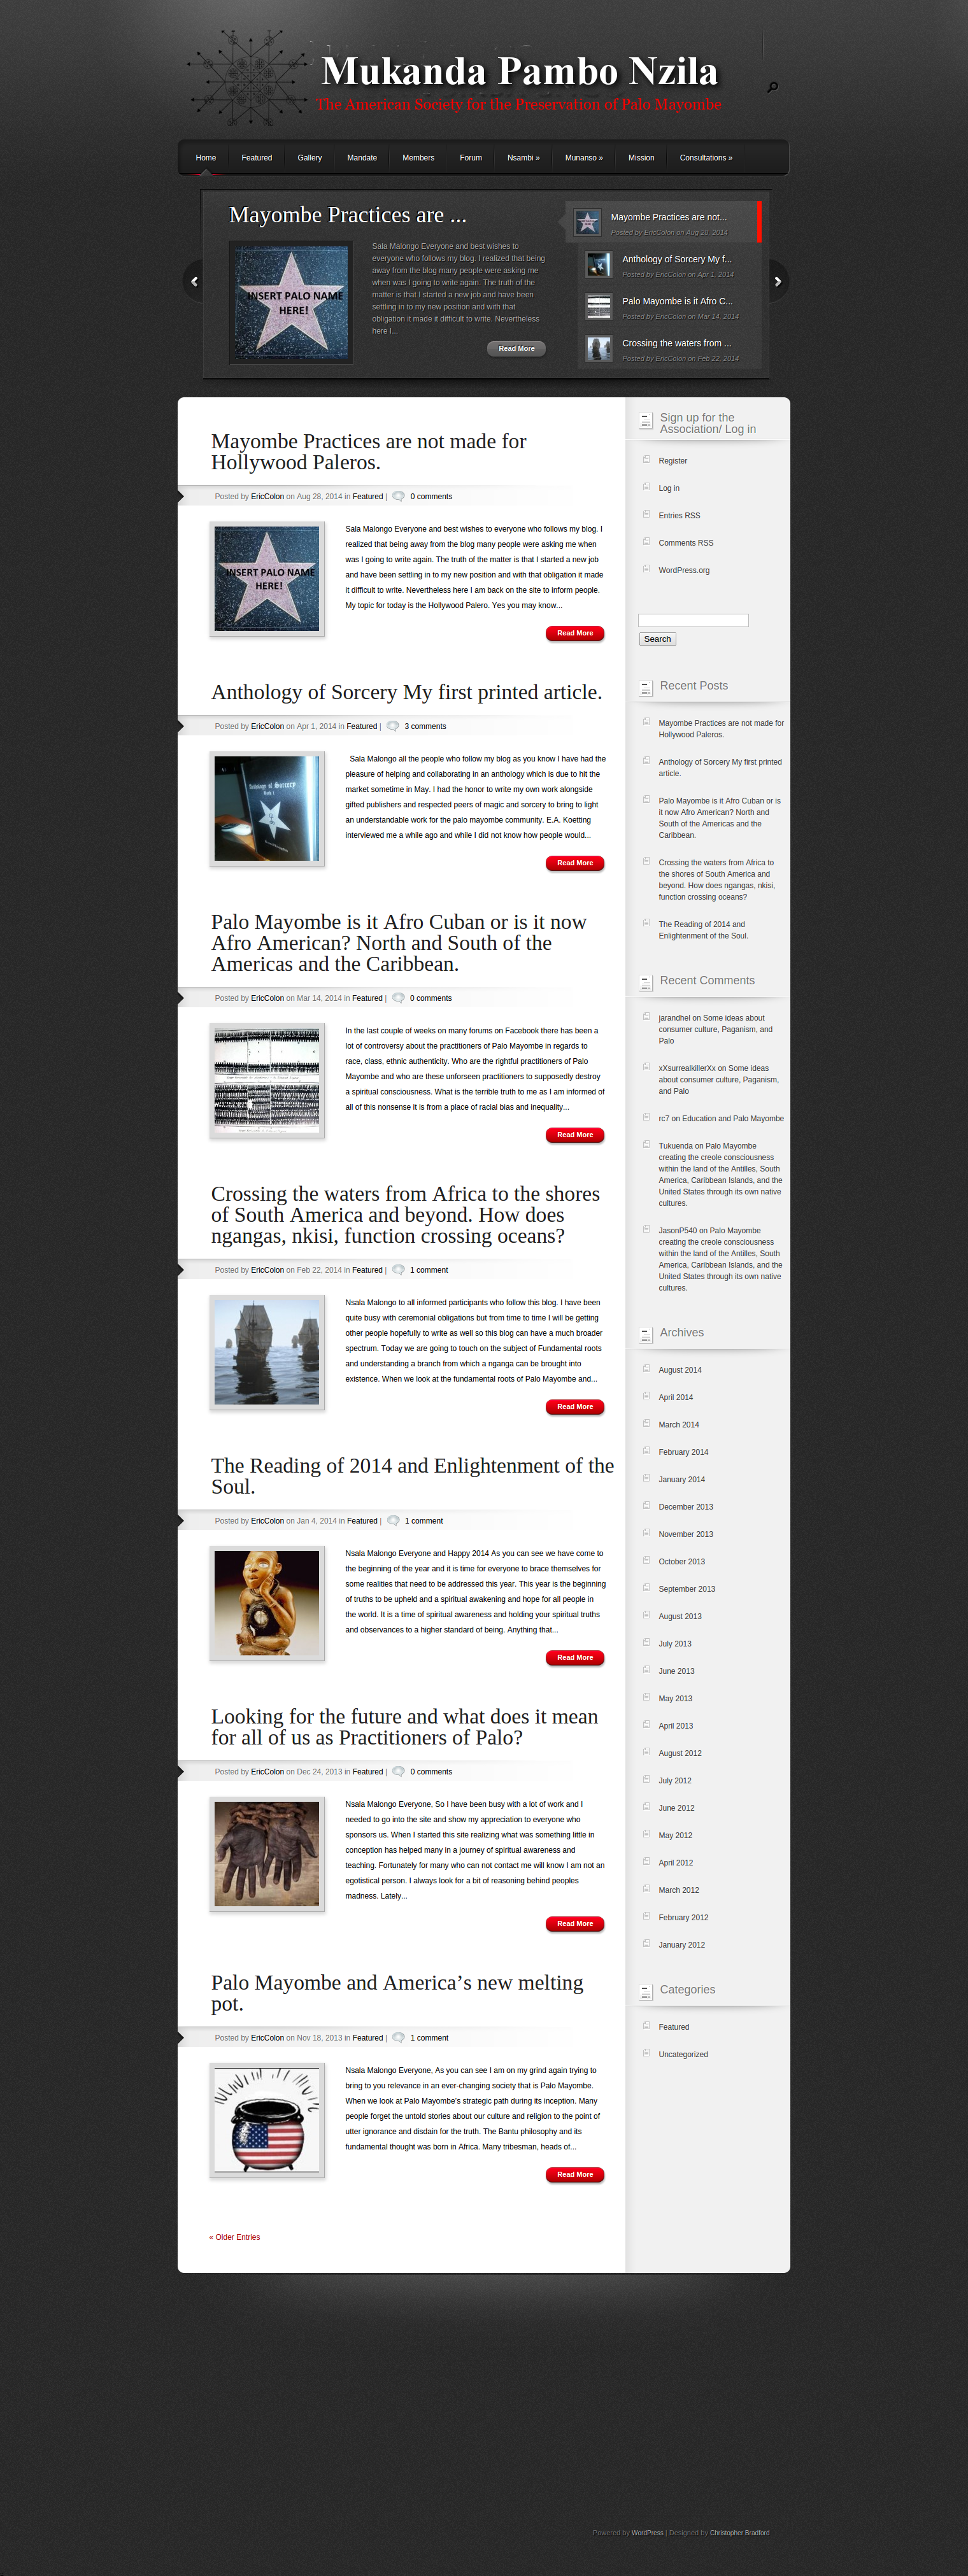 Mukanda Pambo Nzila
The American Society for the Preservation of Palo Mayombe
Home Featured Gallery Mandate Members Forum Nsambi » Munanso » Mission Consultations »
Mayombe Practices are ...
INSERT PALO NAME
HERE!
Sala Malongo Everyone and best wishes to
everyone who follows my blog. I realized that being
away from the blog many people were asking me
when was I going to write again. The truth of the
matter is that I started a new job and have been
settling in to my new position and with that
obligation it made it difficult to write. Nevertheless
here I...
Read More
Mayombe Practices are not...
Posted by EricColon on Aug 28, 2014
Anthology of Sorcery My f...
Posted by EricColon on Apr 1, 2014
Palo Mayombe is it Afro C...
Posted by EricColon on Mar 14, 2014
Crossing the waters from ...
Posted by EricColon on Feb 22, 2014
Mayombe Practices are not made for
Hollywood Paleros.
Posted by EricColon on Aug 28, 2014 in Featured | 0 comments
INSERT PALO NAME
HERE!
Sala Malongo Everyone and best wishes to everyone who follows my blog. I
realized that being away from the blog many people were asking me when
was I going to write again. The truth of the matter is that I started a new job
and have been settling in to my new position and with that obligation it made
it difficult to write. Nevertheless here I am back on the site to inform people.
My topic for today is the Hollywood Palero. Yes you may know...
Read More
Anthology of Sorcery My first printed article.
Posted by EricColon on Apr 1, 2014 in Featured | 3 comments
Anthology of Sorcery
Sala Malongo all the people who follow my blog as you know I have had the
pleasure of helping and collaborating in an anthology which is due to hit the
market sometime in May. I had the honor to write my own work alongside
gifted publishers and respected peers of magic and sorcery to bring to light
an understandable work for the palo mayombe community. E.A. Koetting
interviewed me a while ago and while I did not know how people would...
Read More
Palo Mayombe is it Afro Cuban or is it now
Afro American? North and South of the
Americas and the Caribbean.
Posted by EricColon on Mar 14, 2014 in Featured | 0 comments
In the last couple of weeks on many forums on Facebook there has been a
lot of controversy about the practitioners of Palo Mayombe in regards to
race, class, ethnic authenticity. Who are the rightful practitioners of Palo
Mayombe and who are these unforseen practitioners to supposedly destroy
a spiritual consciousness. What is the terrible truth to me as I am informed of
all of this nonsense it is from a place of racial bias and inequality...
Read More
Crossing the waters from Africa to the shores
of South America and beyond. How does
ngangas, nkisi, function crossing oceans?
Posted by EricColon on Feb 22, 2014 in Featured | 1 comment
Nsala Malongo to all informed participants who follow this blog. I have been
quite busy with ceremonial obligations but from time to time I will be getting
other people hopefully to write as well so this blog can have a much broader
spectrum. Today we are going to touch on the subject of Fundamental roots
and understanding a branch from which a nganga can be brought into
existence. When we look at the fundamental roots of Palo Mayombe and...
Read More
The Reading of 2014 and Enlightenment of the
Soul.
Posted by EricColon on Jan 4, 2014 in Featured | 1 comment
Nsala Malongo Everyone and Happy 2014 As you can see we have come to
the beginning of the year and it is time for everyone to brace themselves for
some realities that need to be addressed this year. This year is the beginning
of truths to be upheld and a spiritual awakening and hope for all people in
the world. It is a time of spiritual awareness and holding your spiritual truths
and observances to a higher standard of being. Anything that...
Read More
Looking for the future and what does it mean
for all of us as Practitioners of Palo?
Posted by EricColon on Dec 24, 2013 in Featured | 0 comments
Nsala Malongo Everyone, So I have been busy with a lot of work and I
needed to go into the site and show my appreciation to everyone who
sponsors us. When I started this site realizing what was something little in
conception has helped many in a journey of spiritual awareness and
teaching. Fortunately for many who can not contact me will know I am not an
egotistical person. I always look for a bit of reasoning behind peoples
madness. Lately...
Read More
Palo Mayombe and America’s new melting
pot.
Posted by EricColon on Nov 18, 2013 in Featured | 1 comment
Nsala Malongo Everyone, As you can see I am on my grind again trying to
bring to you relevance in an ever-changing society that is Palo Mayombe.
When we look at Palo Mayombe’s strategic path during its inception. Many
people forget the untold stories about our culture and religion to the point of
utter ignorance and disdain for the truth. The Bantu philosophy and its
fundamental thought was born in Africa. Many tribesman, heads of...
Read More
« Older Entries
Sign up for the
Association/ Log in
Register
Log in
Entries RSS
Comments RSS
WordPress.org
Search
Recent Posts
Mayombe Practices are not made for
Hollywood Paleros.
Anthology of Sorcery My first printed
article.
Palo Mayombe is it Afro Cuban or is
it now Afro American? North and
South of the Americas and the
Caribbean.
Crossing the waters from Africa to
the shores of South America and
beyond. How does ngangas, nkisi,
function crossing oceans?
The Reading of 2014 and
Enlightenment of the Soul.
Recent Comments
jarandhel on Some ideas about
consumer culture, Paganism, and
Palo
xXsurrealkillerXx on Some ideas
about consumer culture, Paganism,
and Palo
rc7 on Education and Palo Mayombe
Tukuenda on Palo Mayombe
creating the creole consciousness
within the land of the Antilles, South
America, Caribbean Islands, and the
United States through its own native
cultures.
JasonP540 on Palo Mayombe
creating the creole consciousness
within the land of the Antilles, South
America, Caribbean Islands, and the
United States through its own native
cultures.
Archives
August 2014
April 2014
March 2014
February 2014
January 2014
December 2013
November 2013
October 2013
September 2013
August 2013
July 2013
June 2013
May 2013
April 2013
August 2012
July 2012
June 2012
May 2012
April 2012
March 2012
February 2012
January 2012
Categories
Featured
Uncategorized
Powered by WordPress | Designed by Christopher Bradford